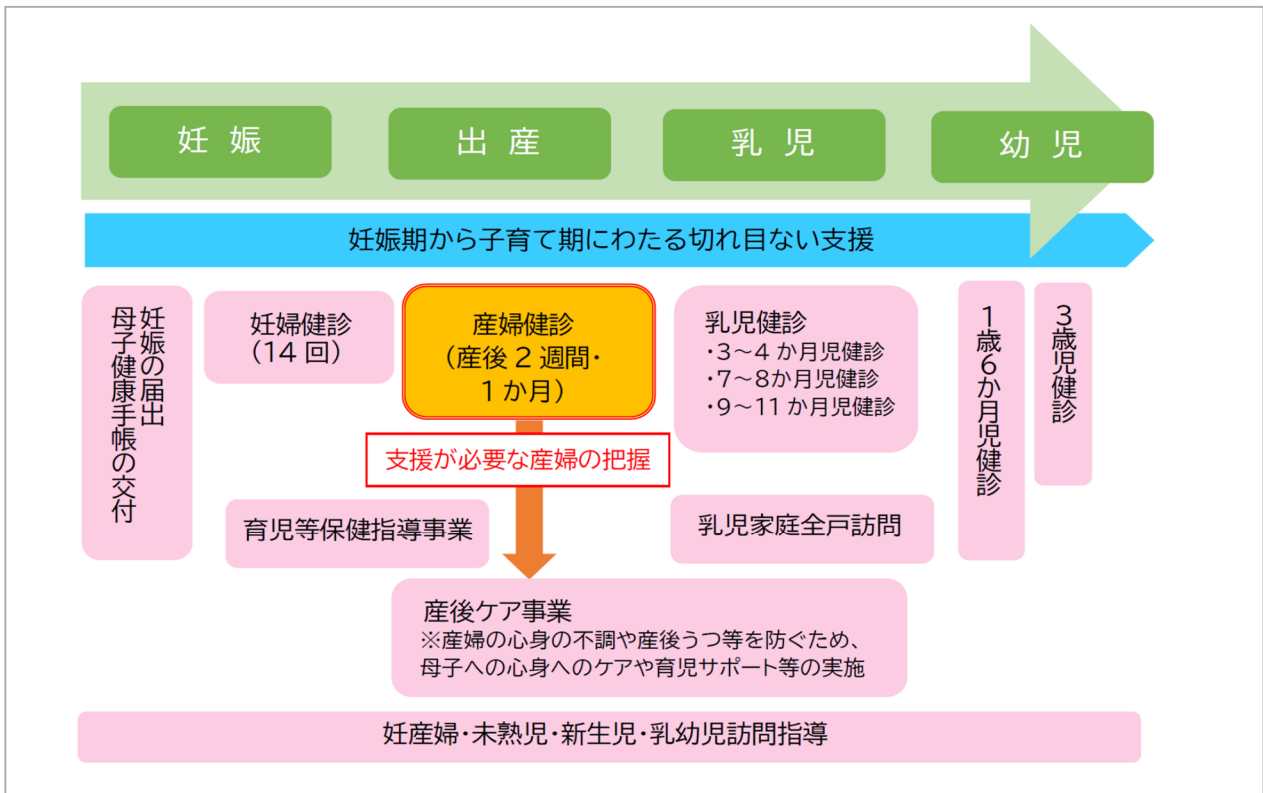 妊 娠
出 産
乳 児
幼 児
妊娠期から子育て期にわたる切れ目ない支援
妊娠の届出
母子健康手帳の交付
妊婦健診
(14 回)
産婦健診
(産後 2 週間・
1 か月)
乳児健診
・3～4 か月児健診
・7～8か月児健診
・9～11 か月児健診
1歳6か月児健診
3歳児健診
支援が必要な産婦の把握
育児等保健指導事業
乳児家庭全戸訪問
産後ケア事業
※産婦の心身の不調や産後うつ等を防ぐため、
母子への心身へのケアや育児サポート等の実施
妊産婦・未熟児・新生児・乳幼児訪問指導